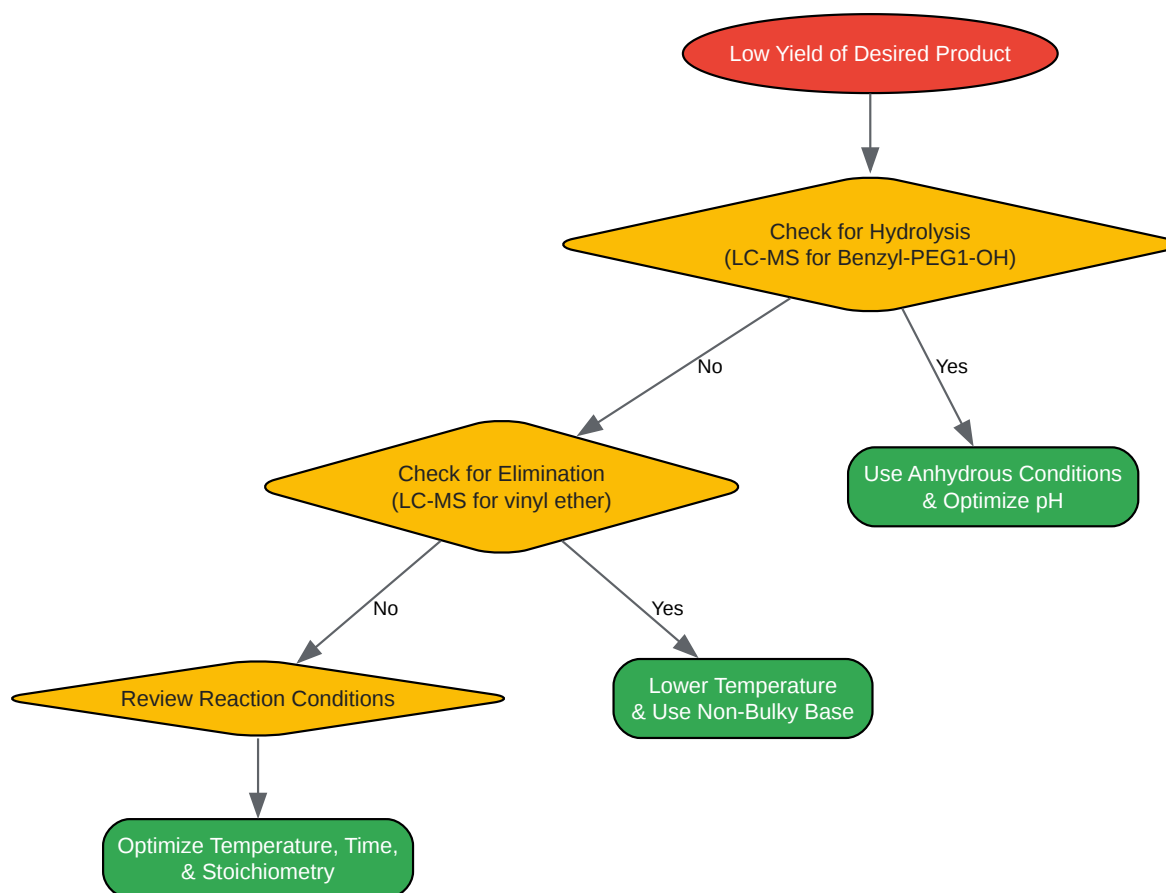 Low Yield of Desired Product
Check for Hydrolysis
(LC-MS for Benzyl-PEG1-OH)
No
Yes
Check for Elimination
(LC-MS for vinyl ether)
Use Anhydrous Conditions
& Optimize pH
No
Yes
Review Reaction Conditions
Lower Temperature
& Use Non-Bulky Base
Optimize Temperature, Time,
& Stoichiometry